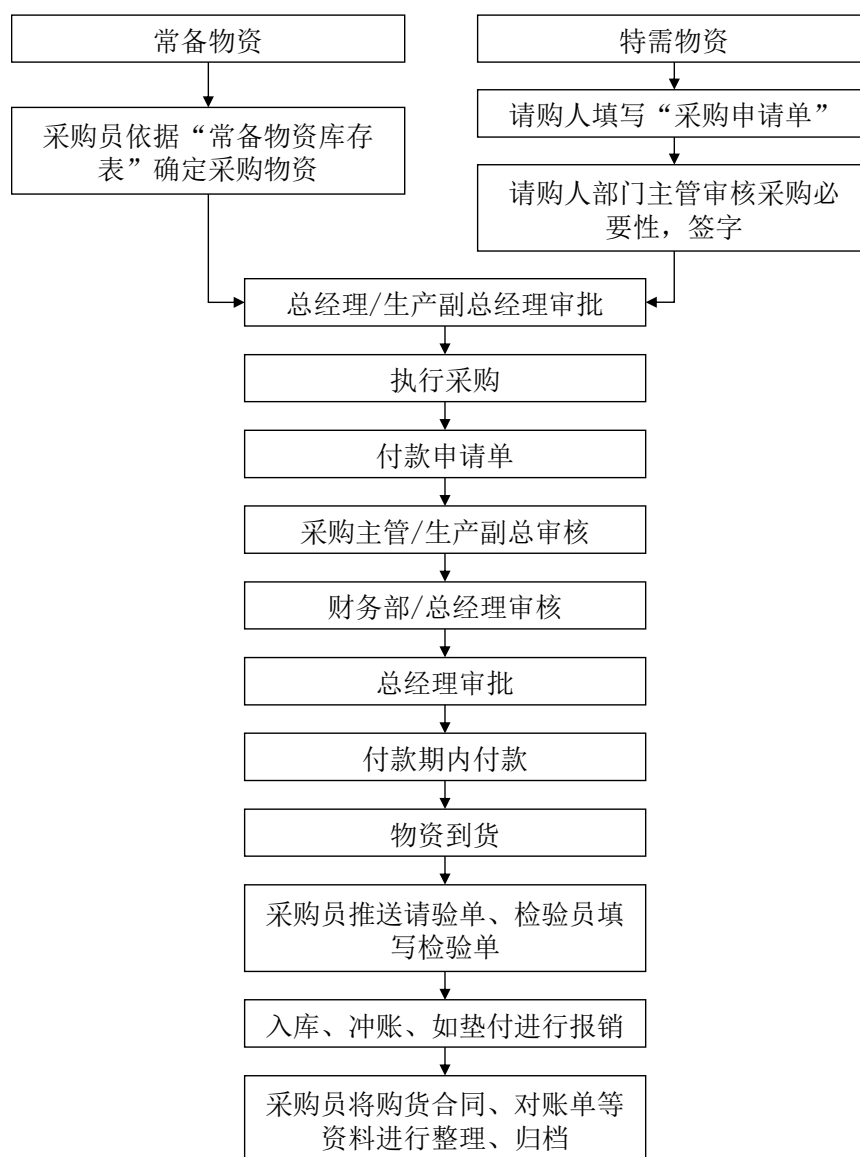 常备物资
特需物资
采购员依据“常备物资库存
表”确定采购物资
请购人填写“采购申请单”
请购人部门主管审核采购必
要性，签字
总经理/生产副总经理审批
执行采购
付款申请单
采购主管/生产副总审核
财务部/总经理审核
总经理审批
付款期内付款
物资到货
采购员推送请验单、检验员填
写检验单
入库、冲账、如垫付进行报销
采购员将购货合同、对账单等
资料进行整理、归档